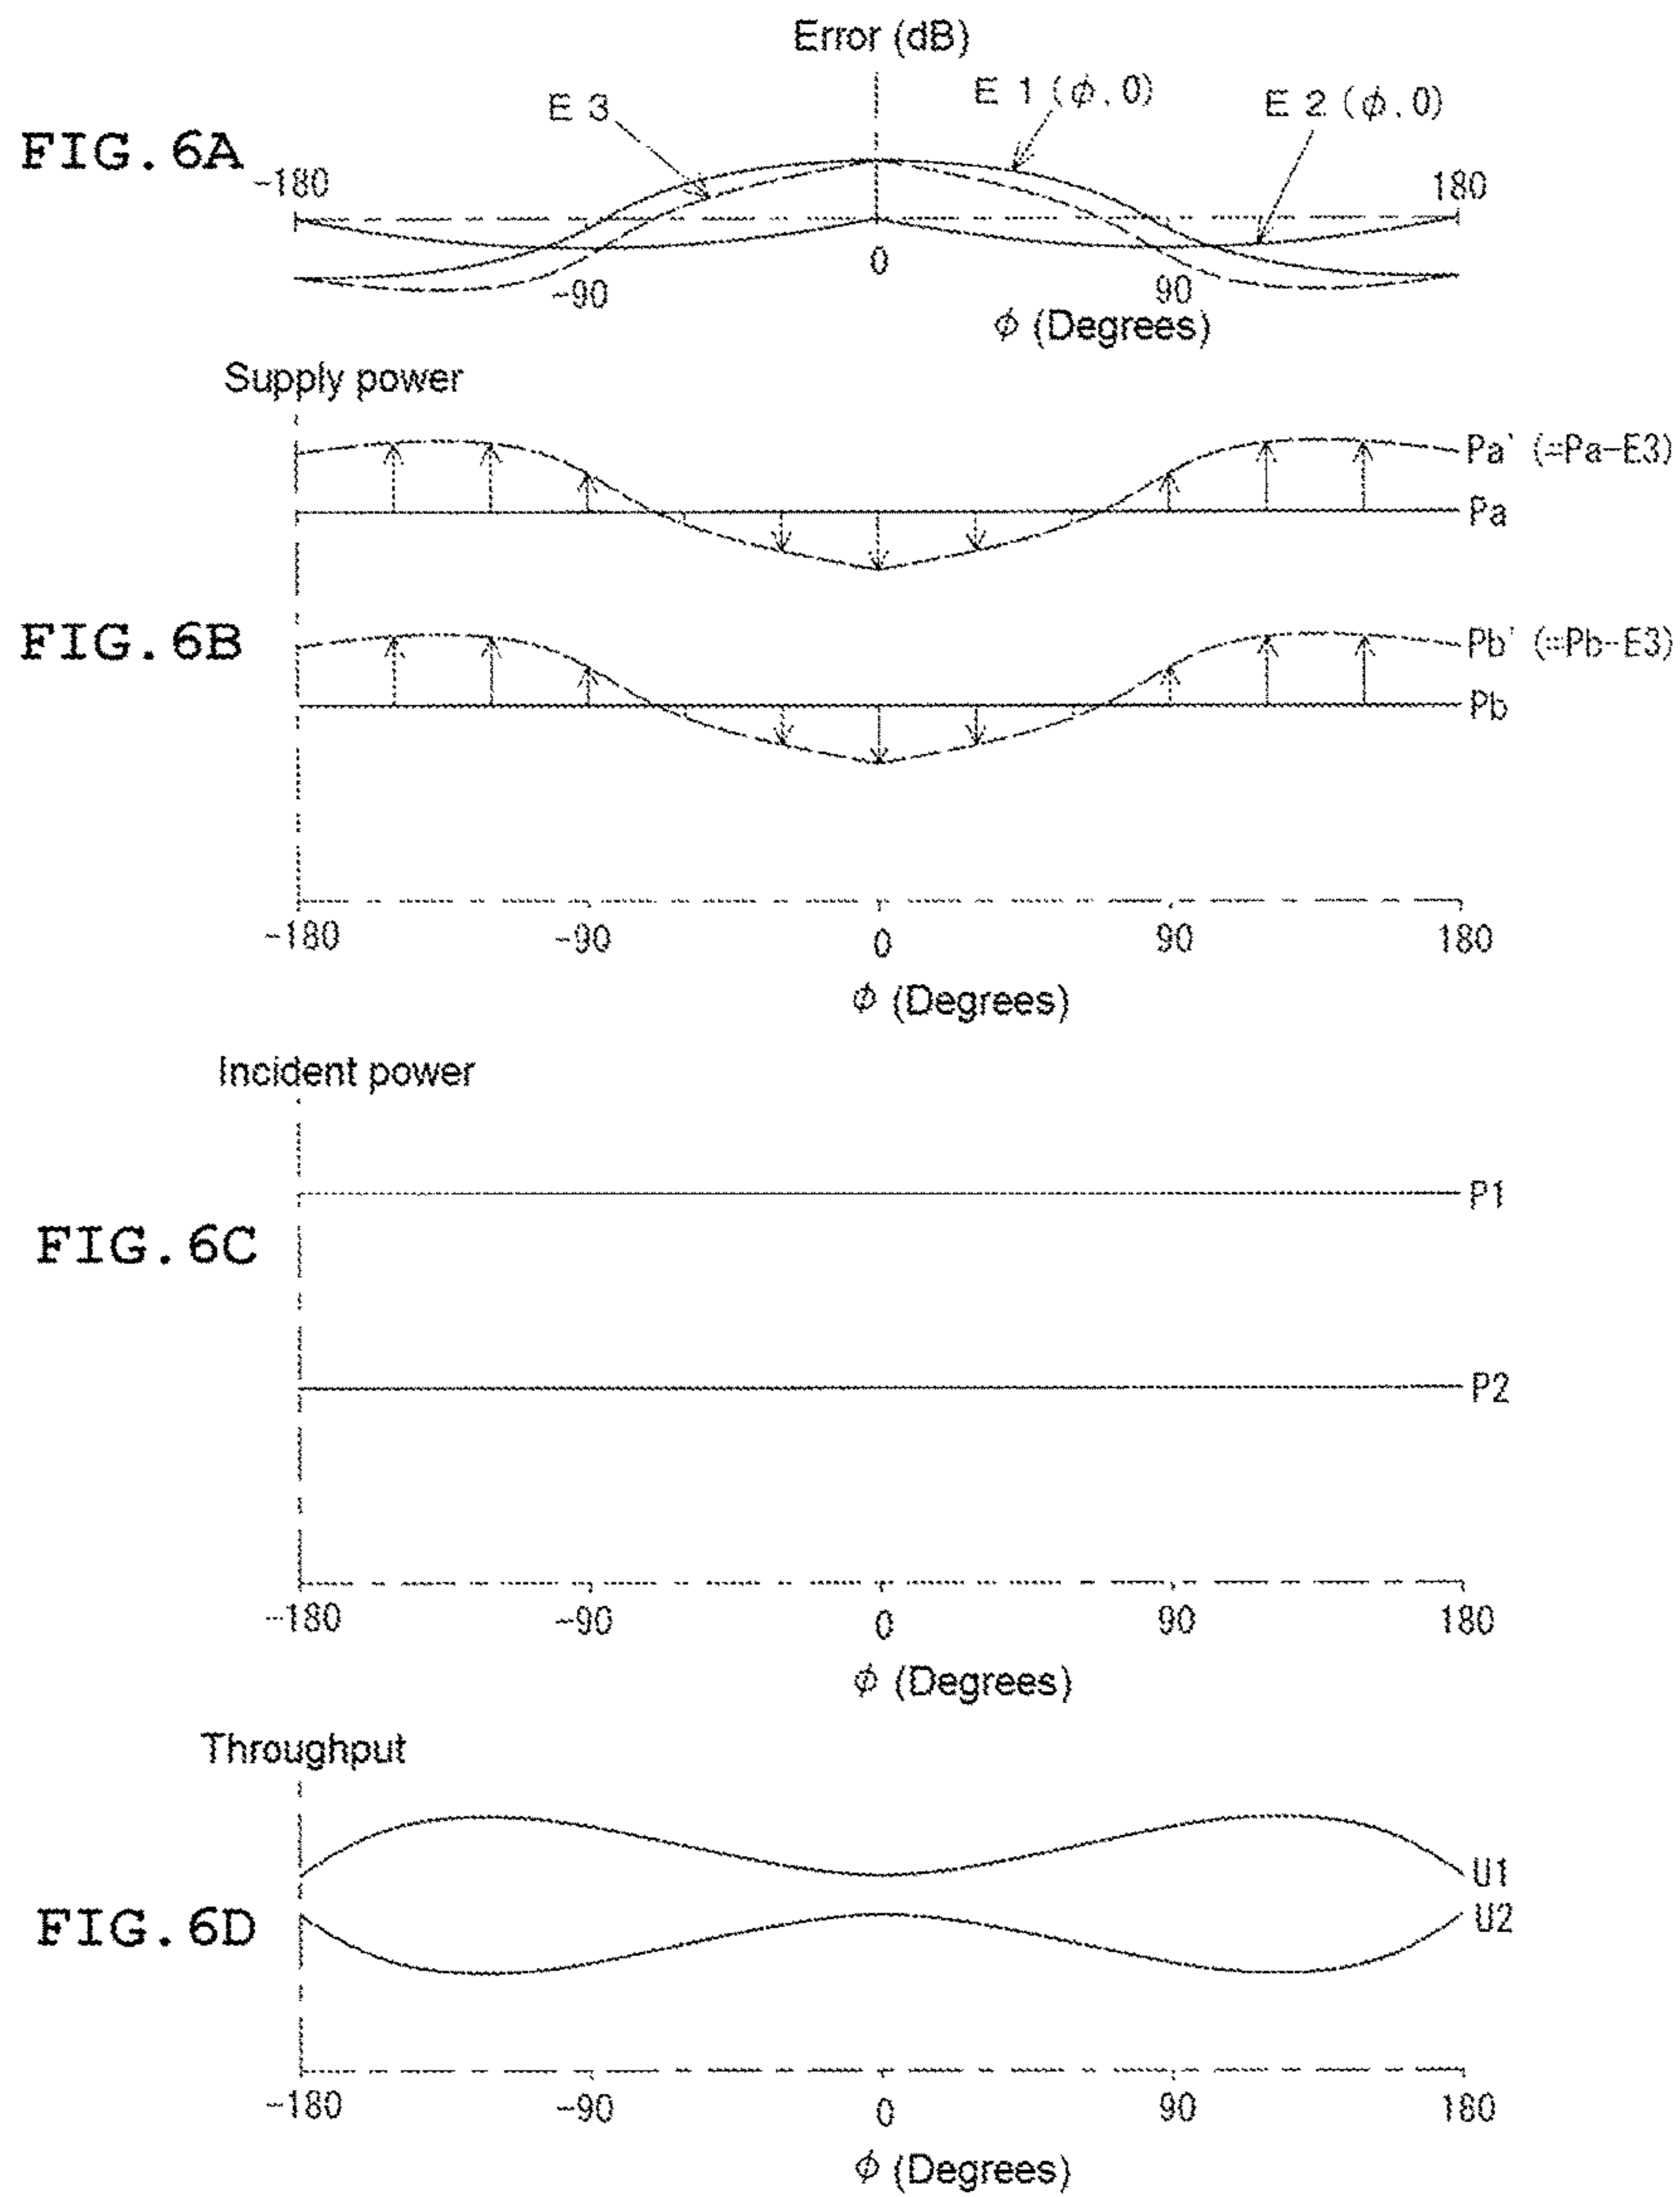 Error (dB)
E 3
E 1 (ϕ, 0)
E 2 (ϕ, 0)
FIG. 6A
-180
180
0
-90
90
ϕ (Degrees)
Supply power
Pa' (=Pa-E3)
Pa
FIG. 6B
Pb' (=Pb-E3)
Pb
-180
-90
0
90
180
ϕ (Degrees)
Incident power
P1
FIG. 6C
P2
-180
-90
0
90
180
ϕ (Degrees)
Throughput
U1
FIG. 6D
U2
-180
-90
0
90
180
ϕ (Degrees)